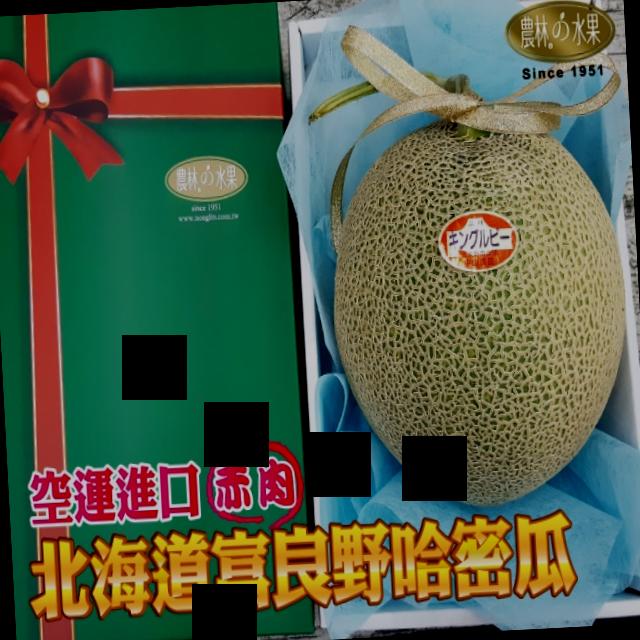 農林の水果
Since 1951
農林の水果
since 1951
www.nonglin.com.tw
キングルビー
空運進口 赤肉
北海道富良野哈密瓜